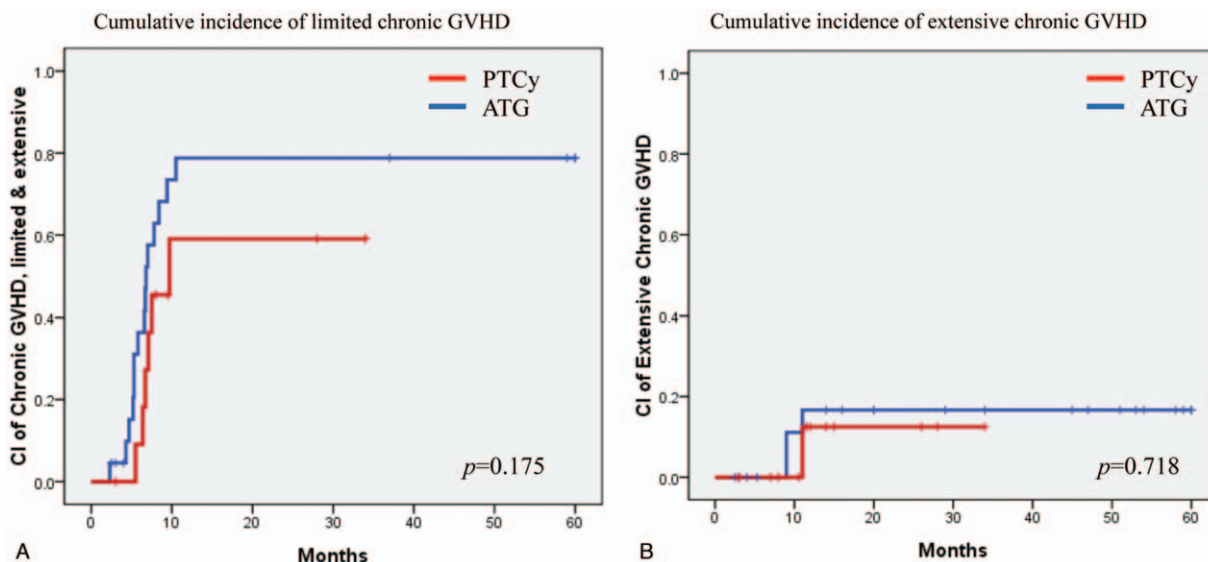 Cumulative incidence of limited chronic GVHD
CI of Chronic GVHD, limited & extensive
1.0
0.8
0.6
0.4
0.2
0.0
PTCy
ATG
p=0.175
0 10 20 30 40 50 60
Months
A
Cumulative incidence of extensive chronic GVHD
CI of Extensive Chronic GVHD
1.0
0.8
0.6
0.4
0.2
0.0
PTCy
ATG
p=0.718
0 10 20 30 40 50 60
Months
B